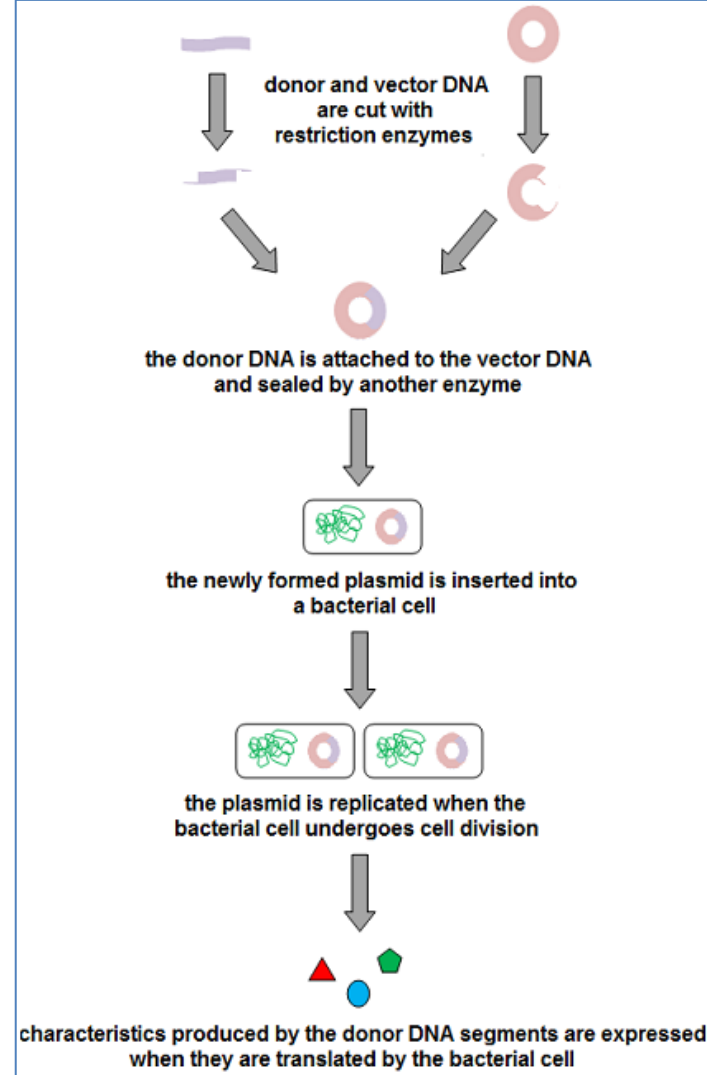 donor and vector DNA
are cut with
restriction enzymes
the donor DNA is attached to the vector DNA
and sealed by another enzyme
the newly formed plasmid is inserted into
a bacterial cell
the plasmid is replicated when the
bacterial cell undergoes cell division
characteristics produced by the donor DNA segments are expressed
when they are translated by the bacterial cell